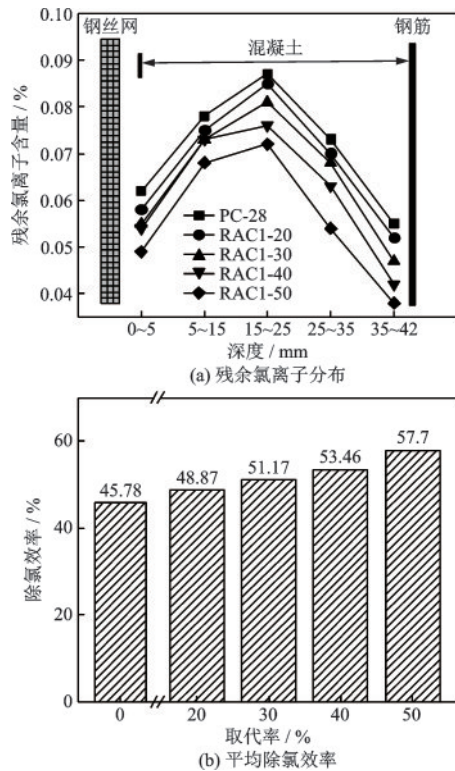 钢丝网
钢筋
混凝土
0.10
0.09
0.08
0.07
0.06
0.05
0.04
残余氯离子含量 / %
PC-28
RAC1-20
RAC1-30
RAC1-40
RAC1-50
0~5 5~15 15~25 25~35 35~42
深度 / mm
(a) 残余氯离子分布
60
40
20
0
除氯效率 / %
45.78 48.87 51.17 53.46 57.7
0 20 30 40 50
取代率 / %
(b) 平均除氯效率